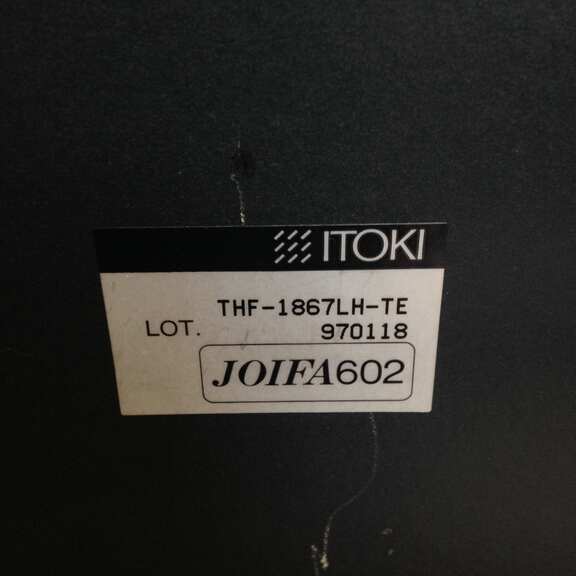 ITOKI
THF-1867LH-TE
LOT. 970118
JOIFA602